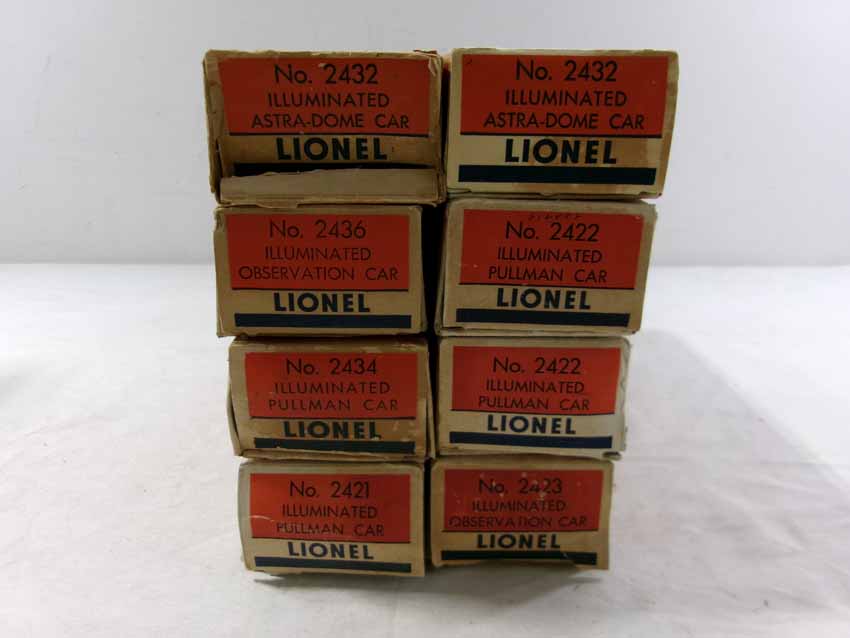 No. 2432
ILLUMINATED
ASTRA-DOME CAR
LIONEL
No. 2432
ILLUMINATED
ASTRA-DOME CAR
LIONEL
No. 2436
ILLUMINATED
OBSERVATION CAR
LIONEL
No. 2422
ILLUMINATED
PULLMAN CAR
LIONEL
No. 2434
ILLUMINATED
PULLMAN CAR
LIONEL
No. 2422
ILLUMINATED
PULLMAN CAR
LIONEL
No. 2421
ILLUMINATED
PULLMAN CAR
LIONEL
No. 2423
ILLUMINATED
OBSERVATION CAR
LIONEL